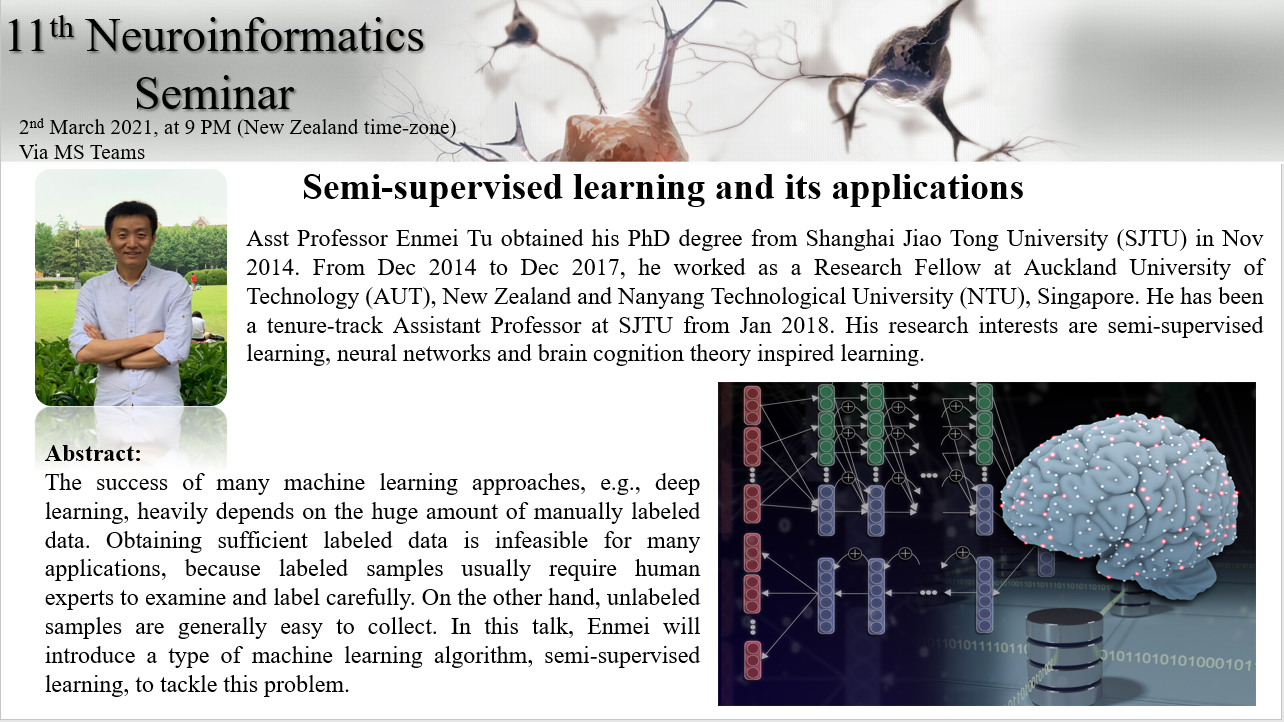 11th Neuroinformatics
Seminar
2nd March 2021, at 9 PM (New Zealand time-zone)
Via MS Teams
Semi-supervised learning and its applications
Asst Professor Enmei Tu obtained his PhD degree from Shanghai Jiao Tong University (SJTU) in Nov
2014. From Dec 2014 to Dec 2017, he worked as a Research Fellow at Auckland University of
Technology (AUT), New Zealand and Nanyang Technological University (NTU), Singapore. He has been
a tenure-track Assistant Professor at SJTU from Jan 2018. His research interests are semi-supervised
learning, neural networks and brain cognition theory inspired learning.
Abstract:
The success of many machine learning approaches, e.g., deep
learning, heavily depends on the huge amount of manually labeled
data. Obtaining sufficient labeled data is infeasible for many
applications, because labeled samples usually require human
experts to examine and label carefully. On the other hand, unlabeled
samples are generally easy to collect. In this talk, Enmei will
introduce a type of machine learning algorithm, semi-supervised
learning, to tackle this problem.